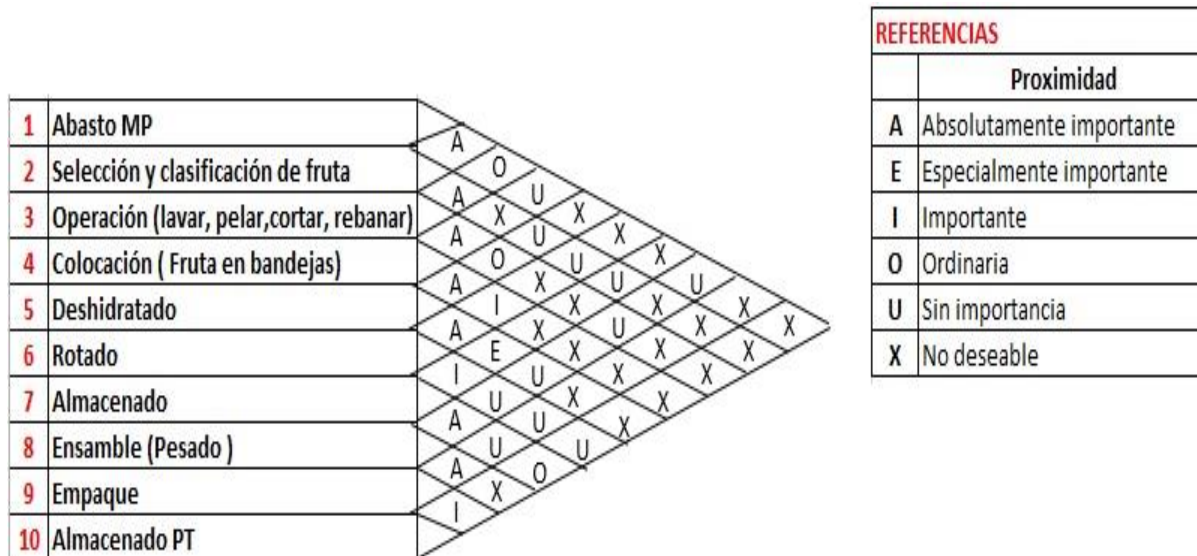 1 Abasto MP
2 Selección y clasificación de fruta
3 Operación (lavar, pelar,cortar, rebanar)
4 Colocación ( Fruta en bandejas)
5 Deshidratado
6 Rotado
7 Almacenado
8 Ensamble (Pesado )
9 Empaque
10 Almacenado PT
A
O
A U
X X
A U X
O U X
A X U U
I X X X
A X U X X
E X X X
I U X X
U X X
A U X
U U
A O
X
I
REFERENCIAS
Proximidad
A Absolutamente importante
E Especialmente importante
I Importante
O Ordinaria
U Sin importancia
X No deseable